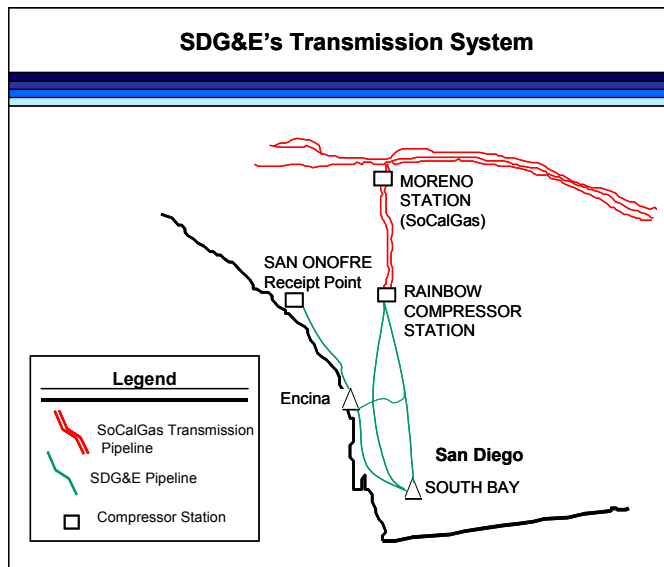 SDG&E's Transmission System
MORENO
STATION
(SoCalGas)
SAN ONOFRE
Receipt Point
RAINBOW
COMPRESSOR
STATION
Legend
SoCalGas Transmission
Pipeline
SDG&E Pipeline
Compressor Station
Encina
San Diego
SOUTH BAY